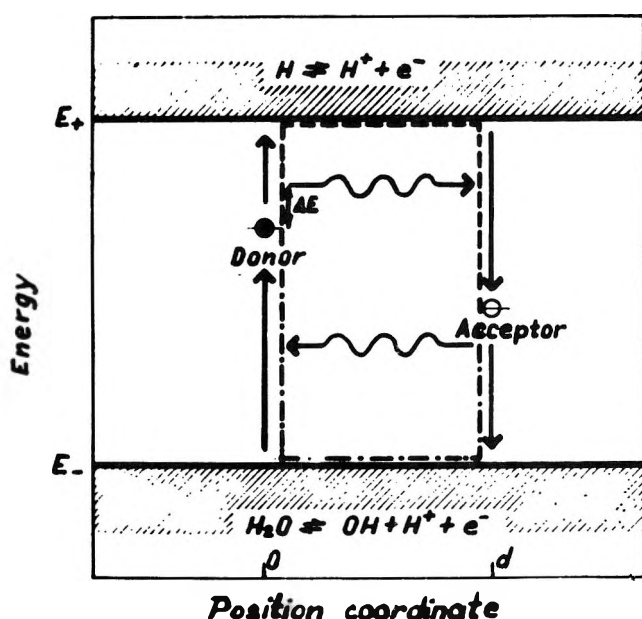 H ⇌ H⁺ + e⁻
E₊
ΔE
Donor
Acceptor
Energy
E₋
H₂O ⇌ OH + H⁺ + e⁻
0
d
Position coordinate